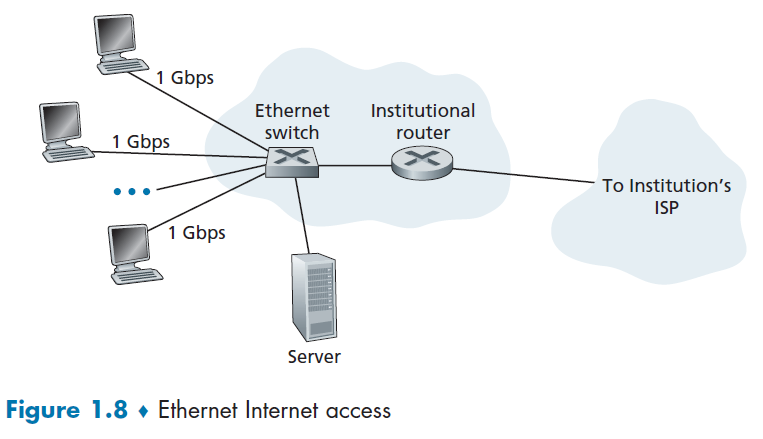 1 Gbps
Ethernet
switch
Institutional
router
1 Gbps
To Institution's
ISP
1 Gbps
Server
Figure 1.8 ♦ Ethernet Internet access